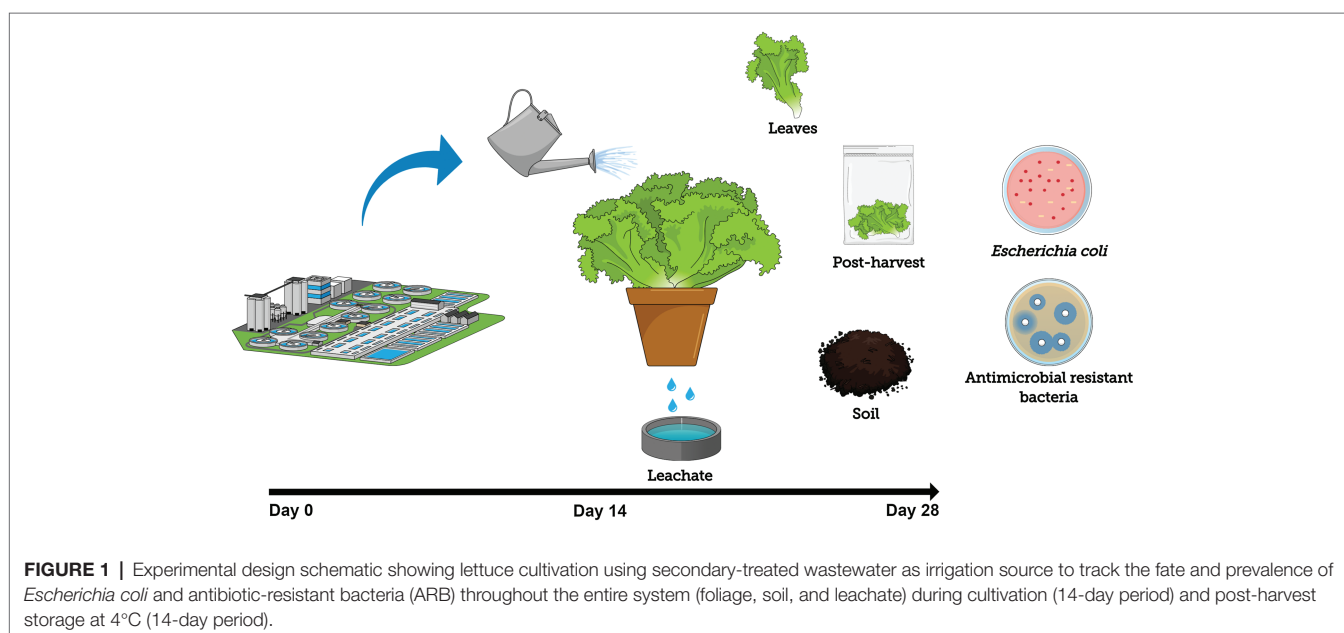 Leaves
Post-harvest
Escherichia coli
Soil
Antimicrobial resistant
bacteria
Leachate
Day 0
Day 14
Day 28
FIGURE 1 | Experimental design schematic showing lettuce cultivation using secondary-treated wastewater as irrigation source to track the fate and prevalence of
Escherichia coli and antibiotic-resistant bacteria (ARB) throughout the entire system (foliage, soil, and leachate) during cultivation (14-day period) and post-harvest
storage at 4°C (14-day period).